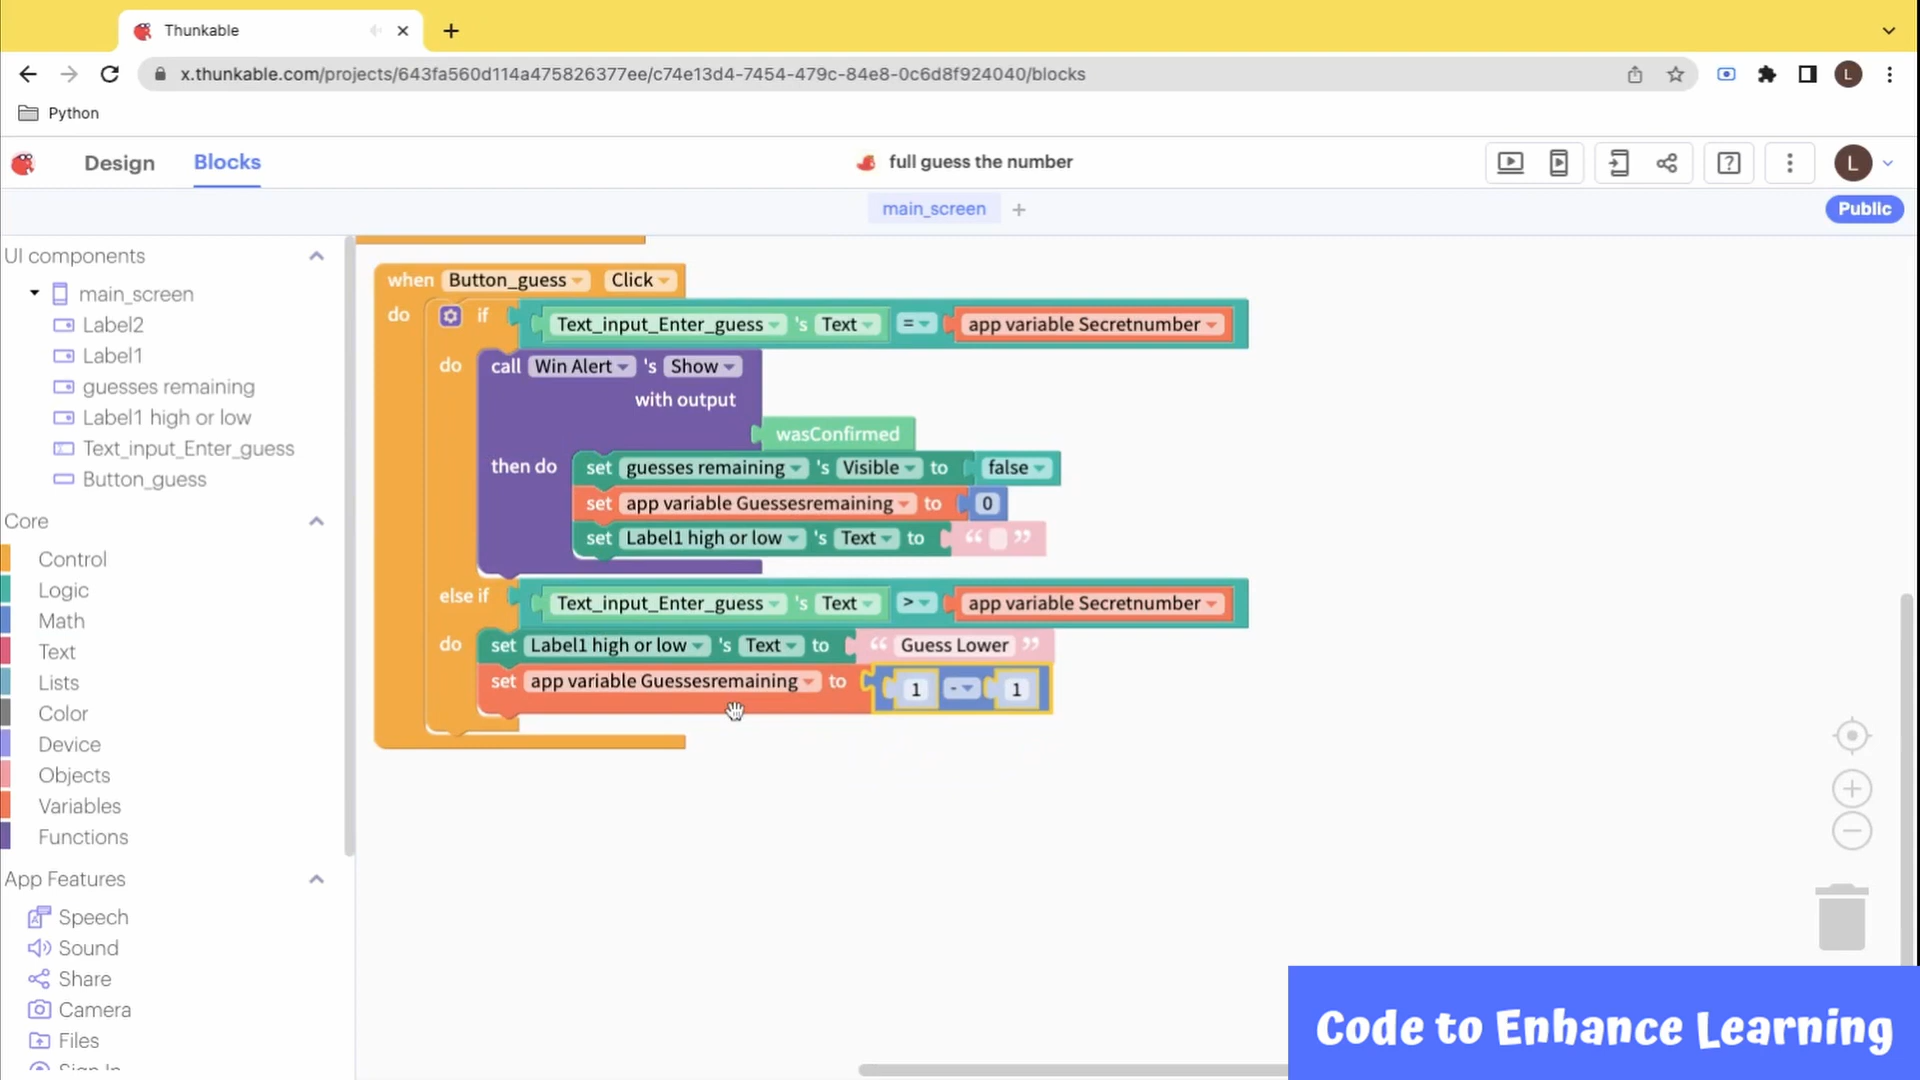 Thunkable
x.thunkable.com/projects/643fa560d114a475826377ee/c74e13d4-7454-479c-84e8-0c6d8f924040/blocks
L
Python
Design
Blocks
full guess the number
L
main_screen
Public
UI components
main_screen
Label2
Label1
guesses remaining
Label1 high or low
Text_input_Enter_guess
Button_guess
Core
Control
Logic
Math
Text
Lists
Color
Device
Objects
Variables
Functions
App Features
Speech
Sound
Share
Camera
Files
when Button_guess Click
do if Text_input_Enter_guess 's Text = app variable Secretnumber
do call Win Alert 's Show
with output
wasConfirmed
then do set guesses remaining 's Visible to false
set app variable Guessesremaining to 0
set Label1 high or low 's Text to “ ”
else if Text_input_Enter_guess 's Text > app variable Secretnumber
do set Label1 high or low 's Text to “ Guess Lower ”
set app variable Guessesremaining to 1 - 1
Code to Enhance Learning